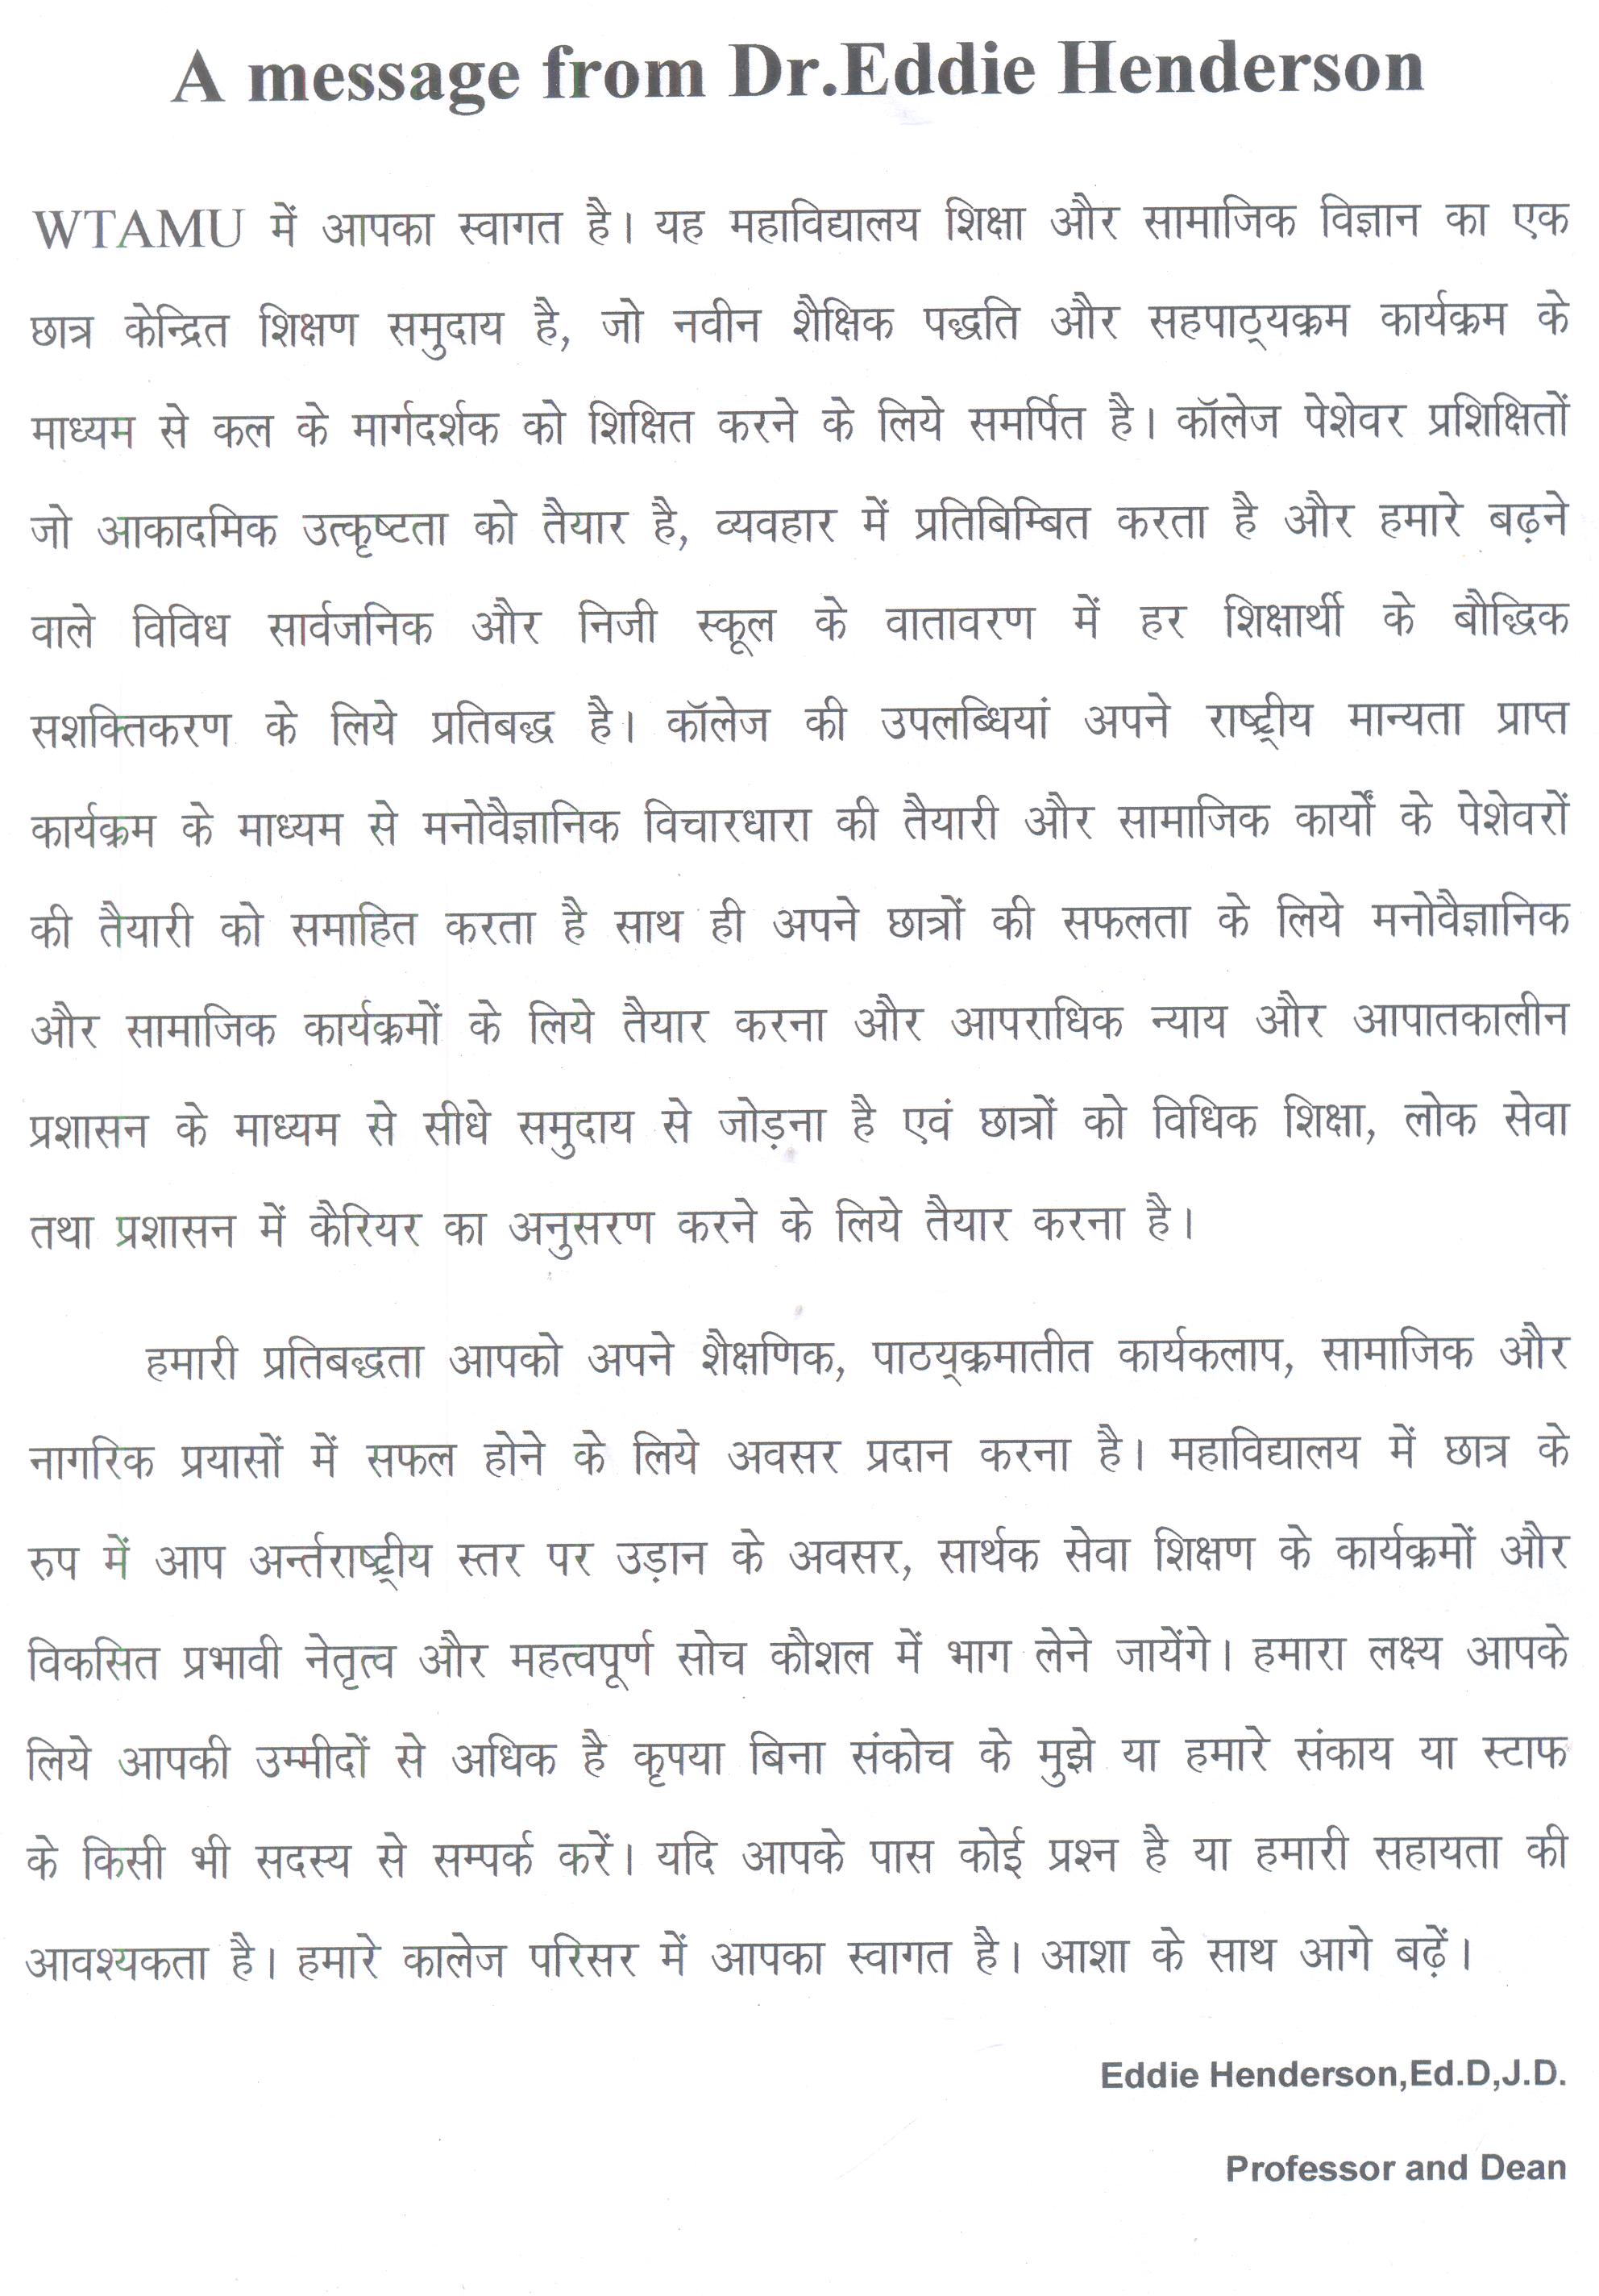 A message from Dr.Eddie Henderson
WTAMU में आपका स्वागत है। यह महाविद्यालय शिक्षा और सामाजिक विज्ञान का एक
छात्र केन्द्रित शिक्षण समुदाय है, जो नवीन शैक्षिक पद्धति और सहपाठ्यक्रम कार्यक्रम के
माध्यम से कल के मार्गदर्शक को शिक्षित करने के लिये समर्पित है। कॉलेज पेशेवर प्रशिक्षितों
जो आकादमिक उत्कृष्टता को तैयार है, व्यवहार में प्रतिबिम्बित करता है और हमारे बढ़ने
वाले विविध सार्वजनिक और निजी स्कूल के वातावरण में हर शिक्षार्थी के बौद्धिक
सशक्तिकरण के लिये प्रतिबद्ध है। कॉलेज की उपलब्धियां अपने राष्ट्रीय मान्यता प्राप्त
कार्यक्रम के माध्यम से मनोवैज्ञानिक विचारधारा की तैयारी और सामाजिक कार्यों के पेशेवरों
की तैयारी को समाहित करता है साथ ही अपने छात्रों की सफलता के लिये मनोवैज्ञानिक
और सामाजिक कार्यक्रमों के लिये तैयार करना और आपराधिक न्याय और आपातकालीन
प्रशासन के माध्यम से सीधे समुदाय से जोड़ना है एवं छात्रों को विधिक शिक्षा, लोक सेवा
तथा प्रशासन में कैरियर का अनुसरण करने के लिये तैयार करना है।
हमारी प्रतिबद्धता आपको अपने शैक्षणिक, पाठय्क्रमातीत कार्यकलाप, सामाजिक और
नागरिक प्रयासों में सफल होने के लिये अवसर प्रदान करना है। महाविद्यालय में छात्र के
रुप में आप अर्न्तराष्ट्रीय स्तर पर उड़ान के अवसर, सार्थक सेवा शिक्षण के कार्यक्रमों और
विकसित प्रभावी नेतृत्व और महत्वपूर्ण सोच कौशल में भाग लेने जायेंगे। हमारा लक्ष्य आपके
लिये आपकी उम्मीदों से अधिक है कृपया बिना संकोच के मुझे या हमारे संकाय या स्टाफ
के किसी भी सदस्य से सम्पर्क करें। यदि आपके पास कोई प्रश्न है या हमारी सहायता की
आवश्यकता है। हमारे कालेज परिसर में आपका स्वागत है। आशा के साथ आगे बढ़ें।
Eddie Henderson,Ed.D,J.D.
Professor and Dean